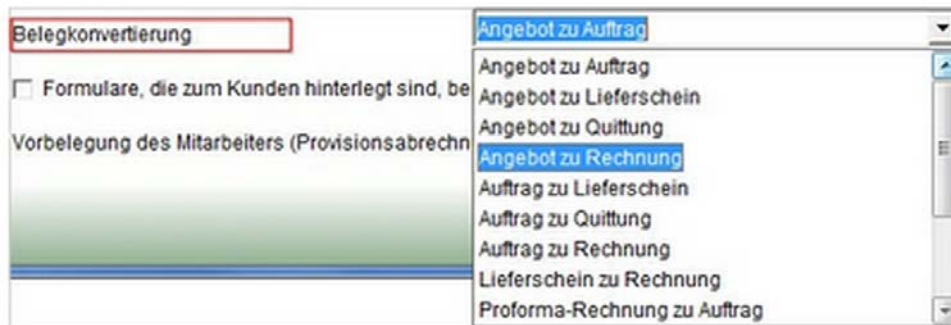 Belegkonvertierung
Angebot zu Auftrag
Angebot zu Auftrag
Formulare, die zum Kunden hinterlegt sind, be
Angebot zu Lieferschein
Angebot zu Quittung
Vorbelegung des Mitarbeiters (Provisionsabrechn
Angebot zu Rechnung
Auftrag zu Lieferschein
Auftrag zu Quittung
Auftrag zu Rechnung
Lieferschein zu Rechnung
Proforma-Rechnung zu Auftrag